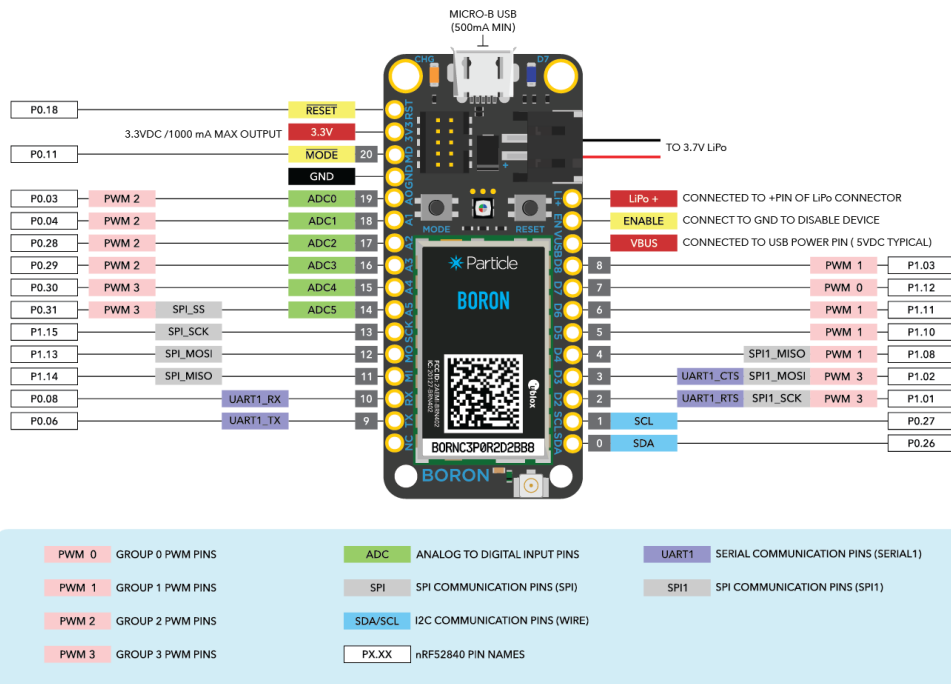 MICRO-B USB
(500mA MIN)
CHG
D7
P0.18 RESET RST
3.3VDC /1000 mA MAX OUTPUT 3.3V 3V3
P0.11 MODE 20 MD
GND GND
TO 3.7V LiPo
P0.03 PWM 2 ADC0 19 A0
P0.04 PWM 2 ADC1 18 A1
P0.28 PWM 2 ADC2 17 A2
P0.29 PWM 2 ADC3 16 A3
P0.30 PWM 3 ADC4 15 A4
P0.31 PWM 3 SPI_SS ADC5 14 A5
P1.15 SPI_SCK 13 SCK
P1.13 SPI_MOSI 12 MO
P1.14 SPI_MISO 11 MI
P0.08 UART1_RX 10 RX
P0.06 UART1_TX 9 TX
NC
MODE
RESET
Particle
BORON
FCC ID: 2AEMI-BRN402
IC: 20127-BRN402
ublox
BORNC3P0R2D2BB8
BORON
LI+ LiPo + CONNECTED TO +PIN OF LiPo CONNECTOR
EN ENABLE CONNECT TO GND TO DISABLE DEVICE
VUSB VBUS CONNECTED TO USB POWER PIN ( 5VDC TYPICAL)
D8 8 PWM 1 P1.03
D7 7 PWM 0 P1.12
D6 6 PWM 1 P1.11
D5 5 PWM 1 P1.10
D4 4 SPI1_MISO PWM 1 P1.08
D3 3 UART1_CTS SPI1_MOSI PWM 3 P1.02
D2 2 UART1_RTS SPI1_SCK PWM 3 P1.01
SCL 1 SCL P0.27
SDA 0 SDA P0.26
PWM 0 GROUP 0 PWM PINS
PWM 1 GROUP 1 PWM PINS
PWM 2 GROUP 2 PWM PINS
PWM 3 GROUP 3 PWM PINS
ADC ANALOG TO DIGITAL INPUT PINS
SPI SPI COMMUNICATION PINS (SPI)
SDA/SCL I2C COMMUNICATION PINS (WIRE)
PX.XX nRF52840 PIN NAMES
UART1 SERIAL COMMUNICATION PINS (SERIAL1)
SPI1 SPI COMMUNICATION PINS (SPI1)